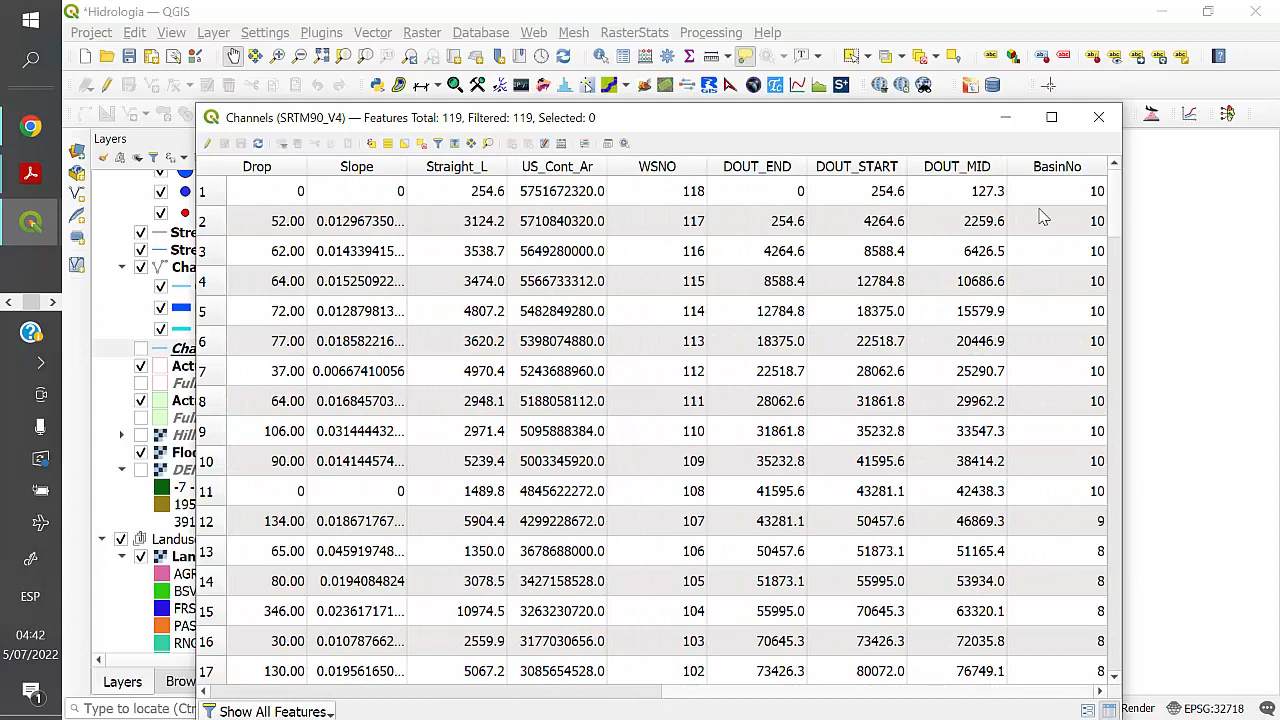 *Hidrologia — QGIS
Project Edit View Layer Settings Plugins Vector Raster Database Web Mesh RasterStats Processing Help
Channels (SRTM90_V4) — Features Total: 119, Filtered: 119, Selected: 0
Layers
Drop Slope Straight_L US_Cont_Ar WSNO DOUT_END DOUT_START DOUT_MID BasinNo
1 0 0 254.6 5751672320.0 118 0 254.6 127.3 10
2 52.00 0.012967350... 3124.2 5710840320.0 117 254.6 4264.6 2259.6 10
3 62.00 0.014339415... 3538.7 5649280000.0 116 4264.6 8588.4 6426.5 10
4 64.00 0.015250922... 3474.0 5566733312.0 115 8588.4 12784.8 10686.6 10
5 72.00 0.012879813... 4807.2 5482849280.0 114 12784.8 18375.0 15579.9 10
6 77.00 0.018582216... 3620.2 5398074880.0 113 18375.0 22518.7 20446.9 10
7 37.00 0.00667410056 4970.4 5243688960.0 112 22518.7 28062.6 25290.7 10
8 64.00 0.016845703... 2948.1 5188058112.0 111 28062.6 31861.8 29962.2 10
9 106.00 0.031444432... 2971.4 5095888384.0 110 31861.8 35232.8 33547.3 10
10 90.00 0.014144574... 5239.4 5003345920.0 109 35232.8 41595.6 38414.2 10
11 0 0 1489.8 4845622272.0 108 41595.6 43281.1 42438.3 10
12 134.00 0.018671767... 5904.4 4299228672.0 107 43281.1 50457.6 46869.3 9
13 65.00 0.045919748... 1350.0 3678688000.0 106 50457.6 51873.1 51165.4 8
14 80.00 0.0194084824 3078.5 3427158528.0 105 51873.1 55995.0 53934.0 8
15 346.00 0.023617171... 10974.5 3263230720.0 104 55995.0 70645.3 63320.1 8
16 30.00 0.010787662... 2559.9 3177030656.0 103 70645.3 73426.3 72035.8 8
17 130.00 0.019561650... 5067.2 3085654528.0 102 73426.3 80072.0 76749.1 8
Stre
Stre
Cha
Cha
Act
Full
Act
Full
Hill
Floo
DEM
-7 -
195
391
Landuse
Lan
AGR
BSV
FRS
PAS
RNG
Layers Brow
Show All Features
Type to locate (Ctr
Render EPSG:32718
ESP
04:42
5/07/2022
1